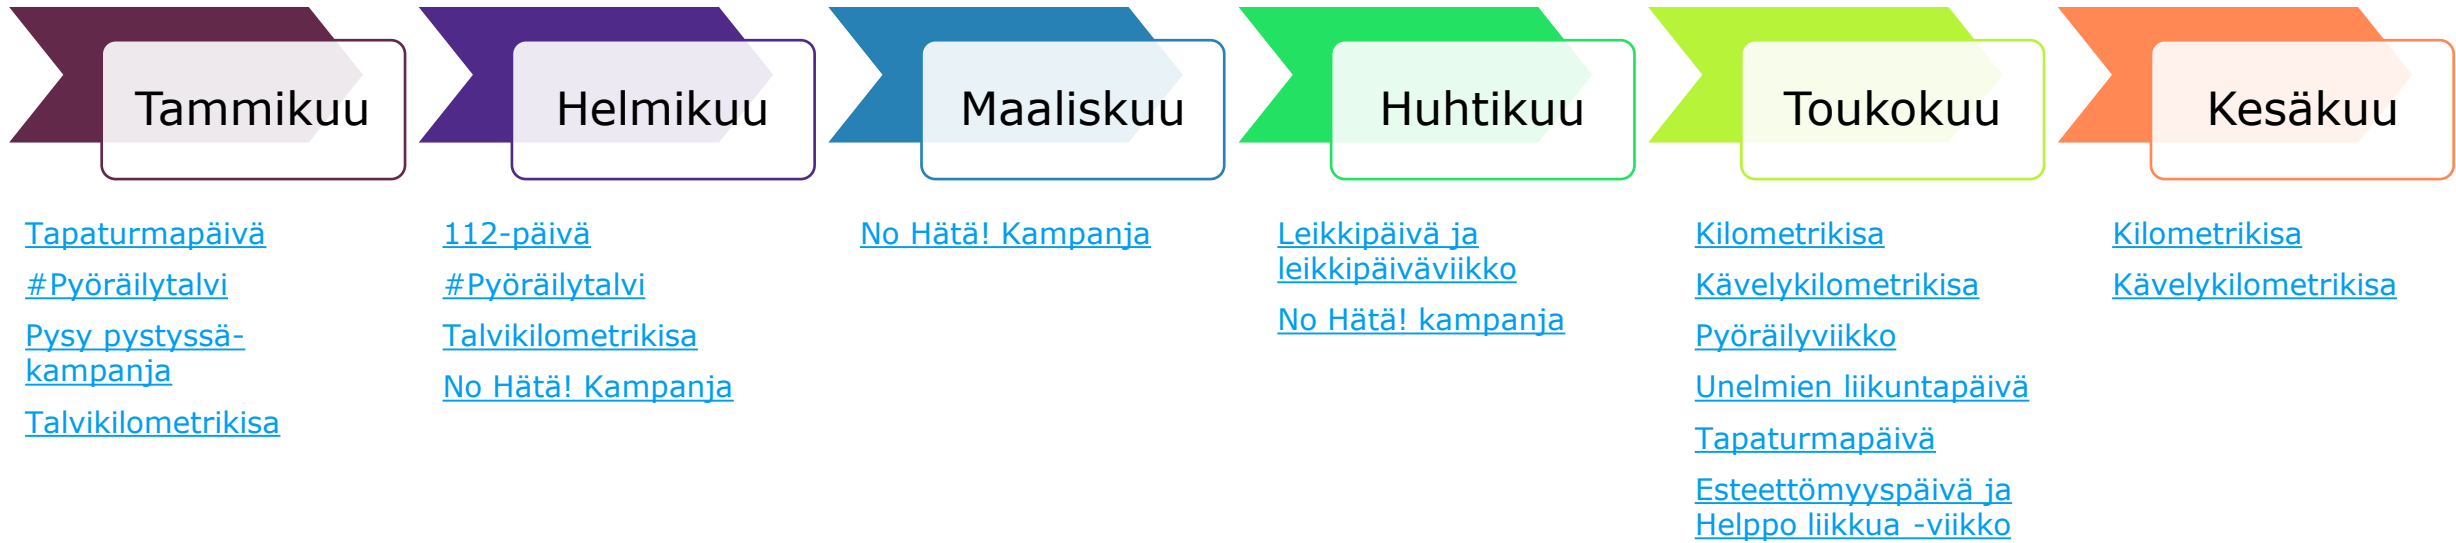 Tammikuu
Helmikuu
Maaliskuu
Huhtikuu
Toukokuu
Kesäkuu
Tapaturmapäivä
#Pyöräilytalvi
Pysy pystyssä-
kampanja
Talvikilometrikisa
112-päivä
#Pyöräilytalvi
Talvikilometrikisa
No Hätä! Kampanja
No Hätä! Kampanja
Leikkipäivä ja
leikkipäiväviikko
No Hätä! kampanja
Kilometrikisa
Kävelykilometrikisa
Pyöräilyviikko
Unelmien liikuntapäivä
Tapaturmapäivä
Esteettömyyspäivä ja
Helppo liikkua -viikko
Kilometrikisa
Kävelykilometrikisa